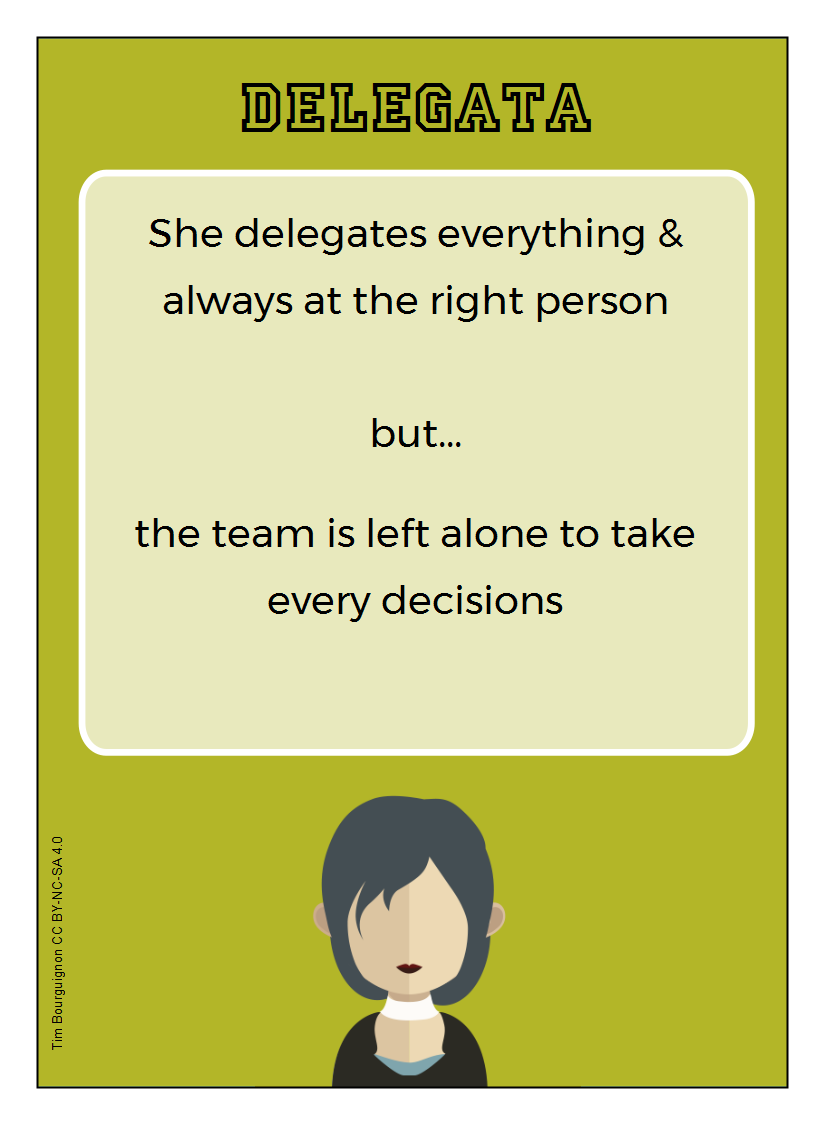 DELEGATA
She delegates everything &
always at the right person
but...
the team is left alone to take
every decisions
Tim Bourguignon CC BY-NC-SA 4.0